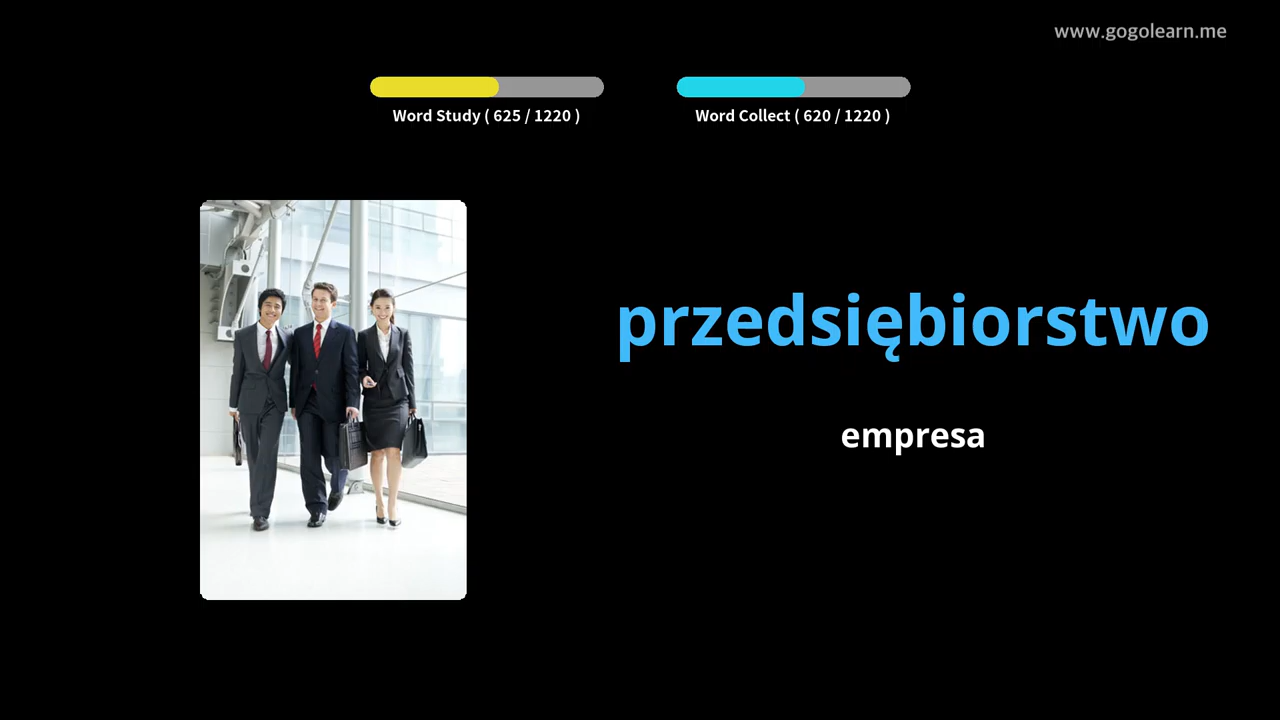 www.gogolearn.me
Word Study ( 625 / 1220 )
Word Collect ( 620 / 1220 )
przedsiębiorstwo
empresa